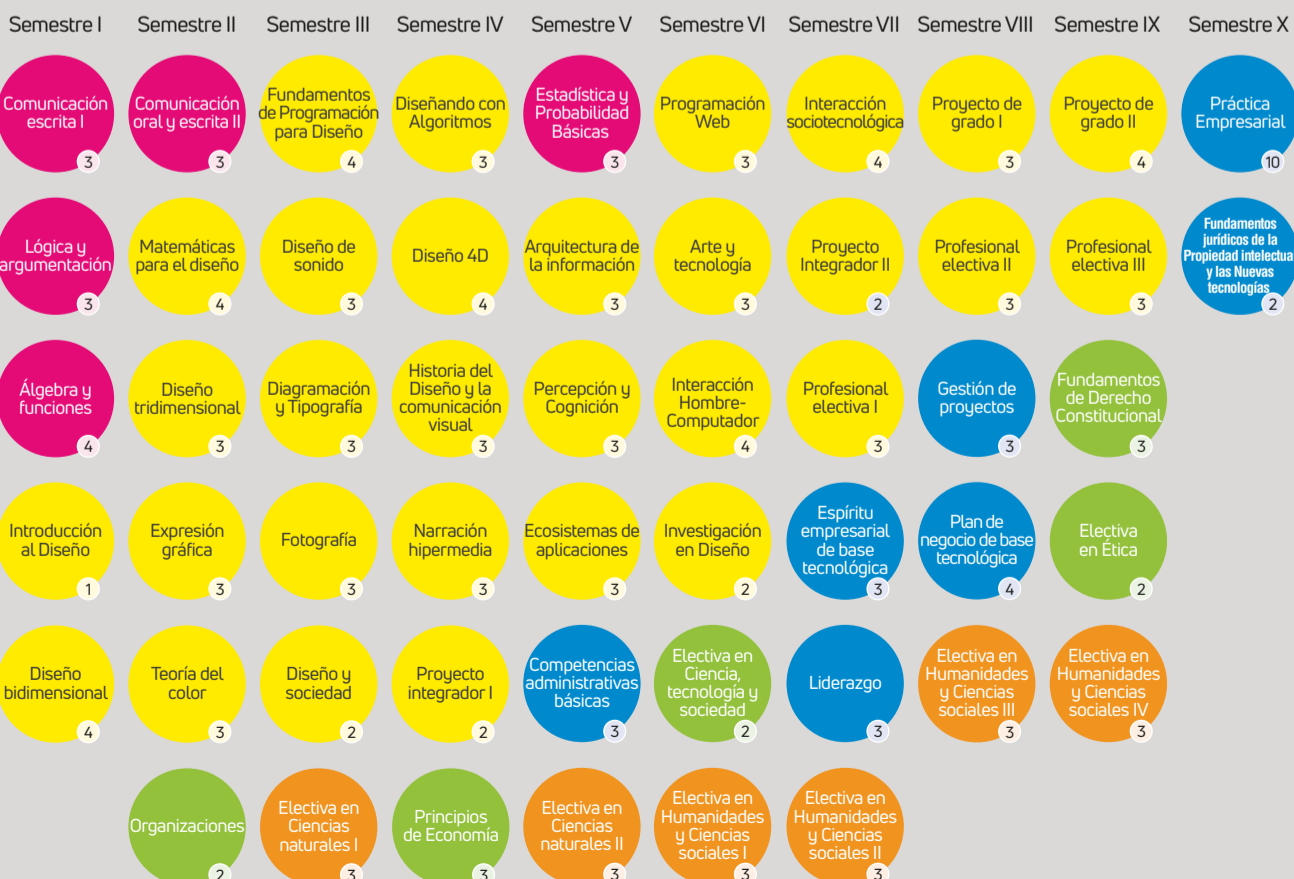 Semestre I
Semestre II
Semestre III
Semestre IV
Semestre V
Semestre VI
Semestre VII
Semestre VIII
Semestre IX
Semestre X
Comunicación
escrita I
3
Comunicación
oral y escrita II
3
Fundamentos
de Programación
para Diseño
4
Diseñando con
Algoritmos
3
Estadística y
Probabilidad
Básicas
3
Programación
Web
3
Interacción
sociotecnológica
4
Proyecto de
grado I
3
Proyecto de
grado II
4
Práctica
Empresarial
10
Lógica y
argumentación
3
Matemáticas
para el diseño
4
Diseño de
sonido
3
Diseño 4D
4
Arquitectura de
la información
3
Arte y
tecnología
3
Proyecto
Integrador II
2
Profesional
electiva II
3
Profesional
electiva III
3
Fundamentos
jurídicos de la
Propiedad intelectua
y las Nuevas
tecnologías
2
Álgebra y
funciones
4
Diseño
tridimensional
3
Diagramación
y Tipografía
3
Historia del
Diseño y la
comunicación
visual
3
Percepción y
Cognición
3
Interacción
Hombre-
Computador
4
Profesional
electiva I
3
Gestión de
proyectos
3
Fundamentos
de Derecho
Constitucional
3
Introducción
al Diseño
1
Expresión
gráfica
3
Fotografía
3
Narración
hipermedia
3
Ecosistemas de
aplicaciones
3
Investigación
en Diseño
2
Espíritu
empresarial
de base
tecnológica
3
Plan de
negocio de base
tecnológica
4
Electiva
en Ética
2
Diseño
bidimensional
4
Teoría del
color
3
Diseño y
sociedad
2
Proyecto
integrador I
2
Competencias
administrativas
básicas
3
Electiva en
Ciencia,
tecnología y
sociedad
2
Liderazgo
3
Electiva en
Humanidades
y Ciencias
sociales III
3
Electiva en
Humanidades
y Ciencias
sociales IV
3
Organizaciones
2
Electiva en
Ciencias
naturales I
3
Principios
de Economía
3
Electiva en
Ciencias
naturales II
3
Electiva en
Humanidades
y Ciencias
sociales I
3
Electiva en
Humanidades
y Ciencias
sociales II
3